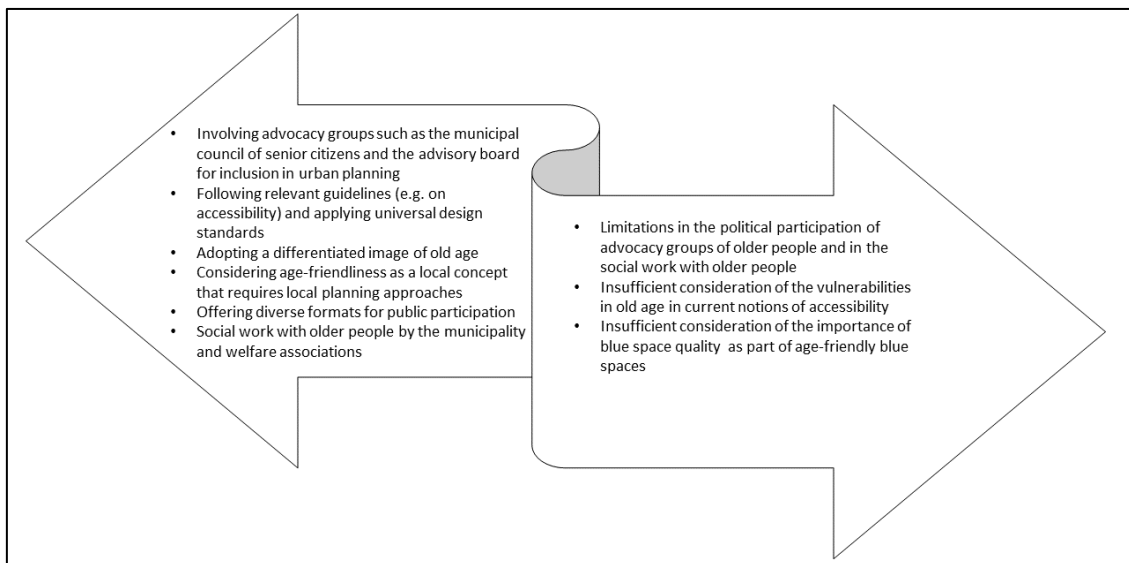 • Involving advocacy groups such as the municipal
council of senior citizens and the advisory board
for inclusion in urban planning
• Following relevant guidelines (e.g. on
accessibility) and applying universal design
standards
• Adopting a differentiated image of old age
• Considering age-friendliness as a local concept
that requires local planning approaches
• Offering diverse formats for public participation
• Social work with older people by the municipality
and welfare associations
• Limitations in the political participation of
advocacy groups of older people and in the
social work with older people
• Insufficient consideration of the vulnerabilities
in old age in current notions of accessibility
• Insufficient consideration of the importance of
blue space quality as part of age-friendly blue
spaces